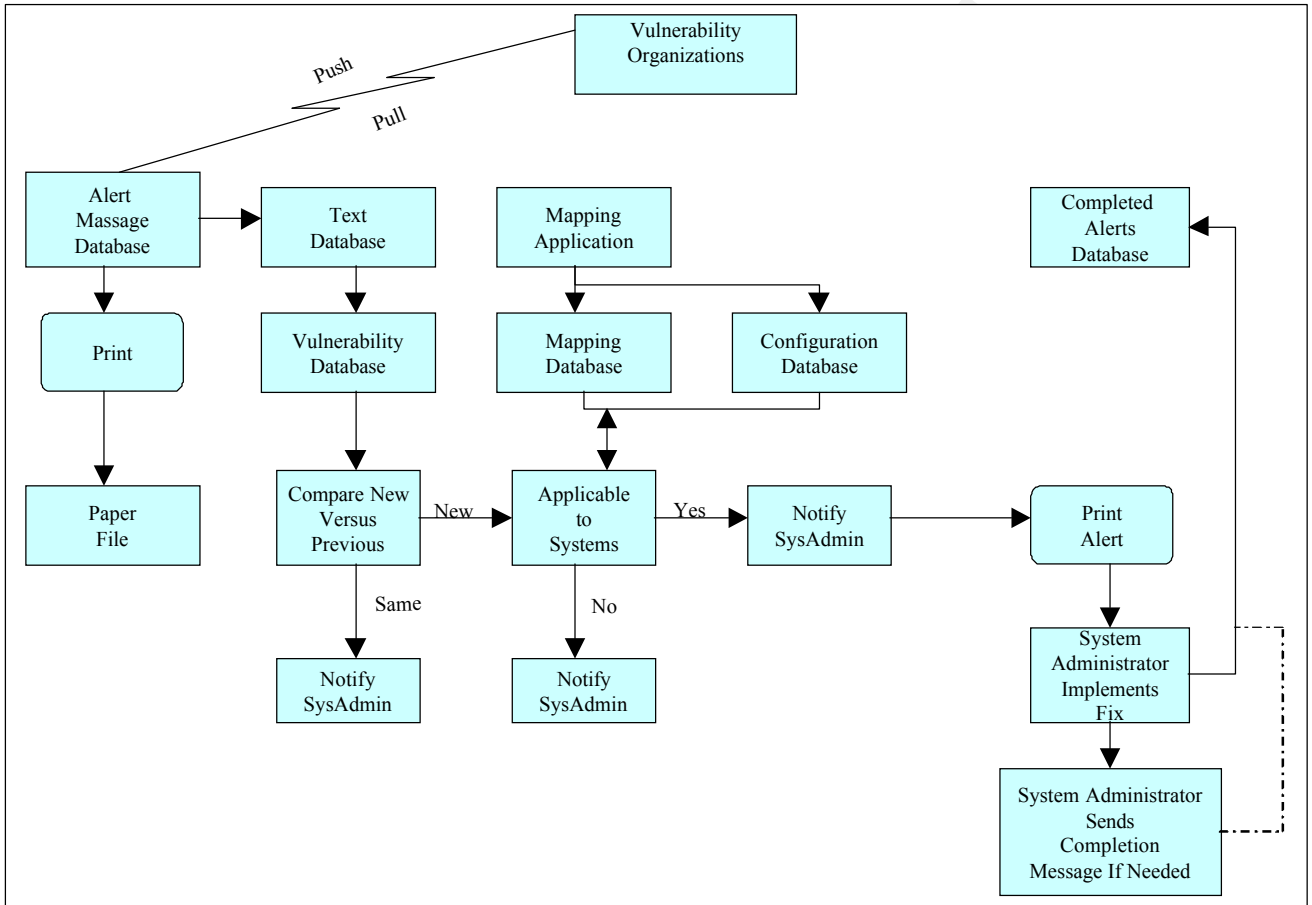 Vulnerability
Organizations
Push
Pull
Alert
Massage
Database
Text
Database
Mapping
Application
Completed
Alerts
Database
Print
Vulnerability
Database
Mapping
Database
Configuration
Database
Paper
File
Compare New
Versus
Previous
New
Applicable
to
Systems
Yes
Notify
SysAdmin
Print
Alert
Same
No
Notify
SysAdmin
Notify
SysAdmin
System
Administrator
Implements
Fix
System Administrator
Sends
Completion
Message If Needed